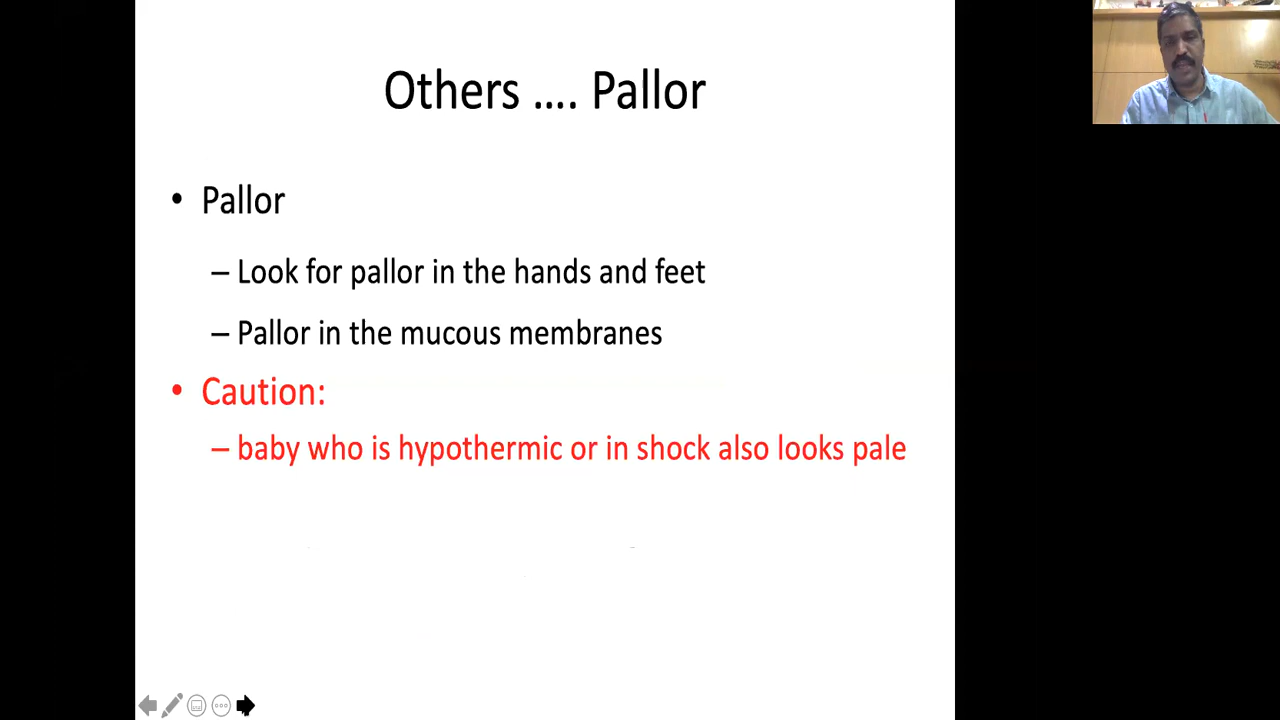 Others .... Pallor
• Pallor
– Look for pallor in the hands and feet
– Pallor in the mucous membranes
• Caution:
– baby who is hypothermic or in shock also looks pale